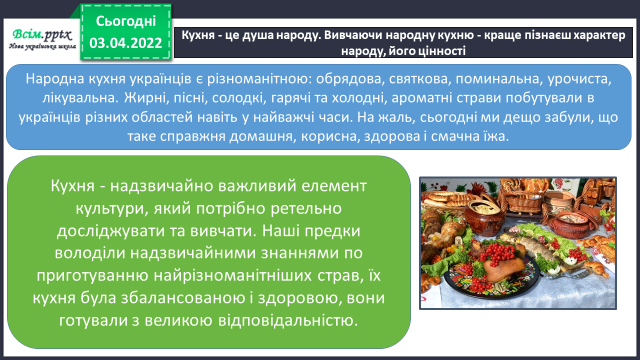 Всім.pptx
Нова українська школа
Сьогодні
03.04.2022
Кухня - це душа народу. Вивчаючи народну кухню - краще пізнаєш характер
народу, його цінності
Народна кухня українців є різноманітною: обрядова, святкова, поминальна, урочиста,
лікувальна. Жирні, пісні, солодкі, гарячі та холодні, ароматні страви побутували в
українців різних областей навіть у найважчі часи. На жаль, сьогодні ми дещо забули, що
таке справжня домашня, корисна, здорова і смачна їжа.
Кухня - надзвичайно важливий елемент
культури, який потрібно ретельно
досліджувати та вивчати. Наші предки
володіли надзвичайними знаннями по
приготуванню найрізноманітніших страв, їх
кухня була збалансованою і здоровою, вони
готували з великою відповідальністю.